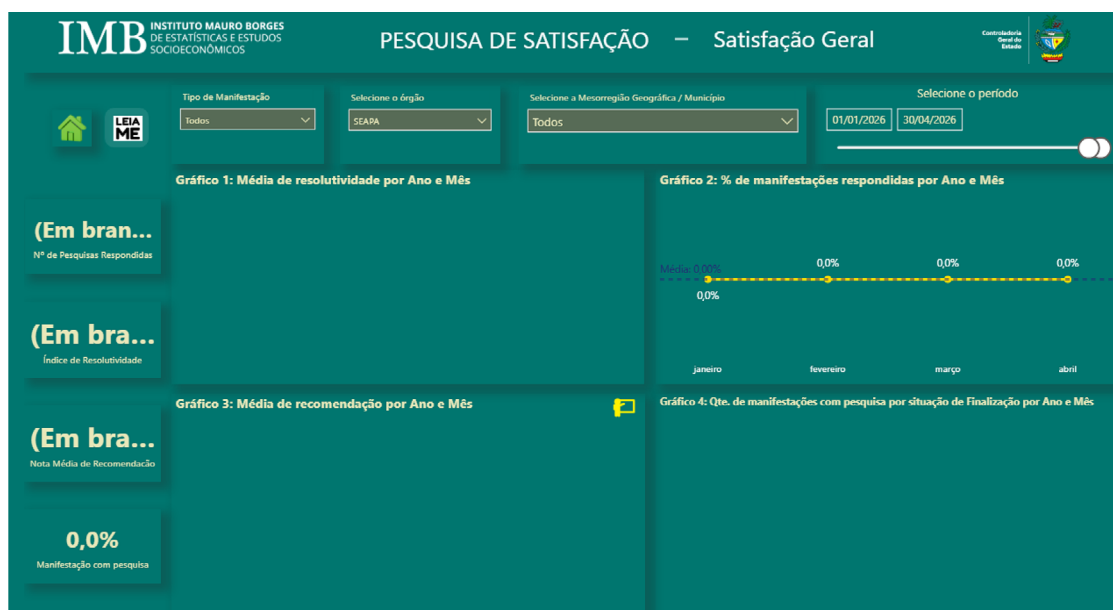 IMB
INSTITUTO MAURO BORGES
DE ESTATÍSTICAS E ESTUDOS
SOCIOECONÔMICOS
PESQUISA DE SATISFAÇÃO – Satisfação Geral
Controladoria
Geral do
Estado
LEIA
ME
Tipo de Manifestação
Todos
Selecione o órgão
SEAPA
Selecione a Mesorregião Geográfica / Município
Todos
Selecione o período
01/01/2026 30/04/2026
(Em bran...
Nº de Pesquisas Respondidas
(Em bra...
Índice de Resolutividade
(Em bra...
Nota Média de Recomendação
0,0%
Manifestação com pesquisa
Gráfico 1: Média de resolutividade por Ano e Mês
Gráfico 2: % de manifestações respondidas por Ano e Mês
Média: 0,00%
0,0% 0,0% 0,0%
0,0%
janeiro fevereiro março abril
Gráfico 3: Média de recomendação por Ano e Mês
Gráfico 4: Qte. de manifestações com pesquisa por situação de Finalização por Ano e Mês